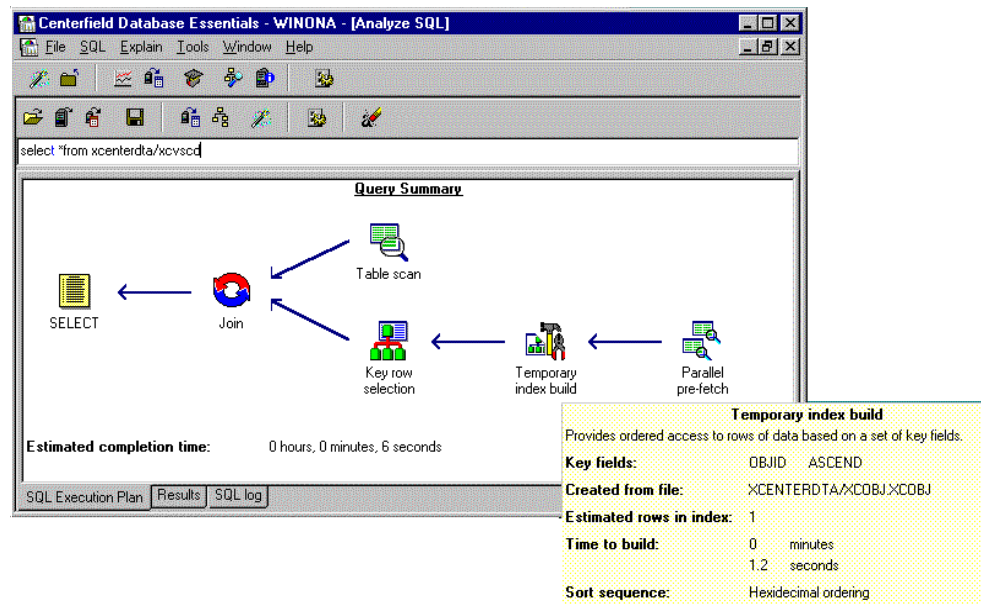 Centerfield Database Essentials - WINONA - [Analyze SQL]
File SQL Explain Tools Window Help
select *from xcenterdta/xcvscd
Query Summary
Table scan
SELECT
Join
Key row
selection
Temporary
index build
Parallel
pre-fetch
Estimated completion time: 0 hours, 0 minutes, 6 seconds
SQL Execution Plan Results SQL log
Temporary index build
Provides ordered access to rows of data based on a set of key fields.
Key fields: OBJID ASCEND
Created from file: XCENTERDTA/XCOBJ.XCOBJ
Estimated rows in index: 1
Time to build: 0 minutes
1.2 seconds
Sort sequence: Hexidecimal ordering